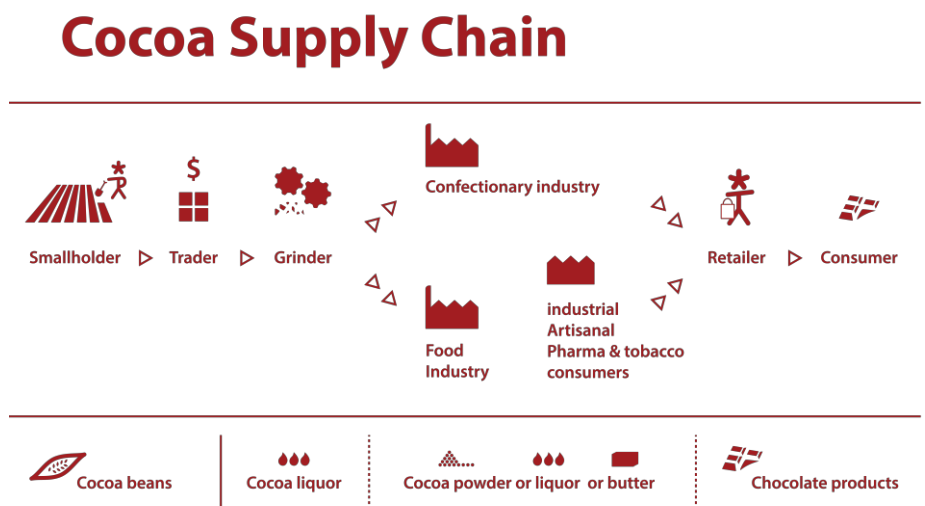 Cocoa Supply Chain
$
Confectionary industry
Smallholder Trader Grinder
Retailer Consumer
Food
Industry
industrial
Artisanal
Pharma & tobacco
consumers
Cocoa beans
Cocoa liquor
Cocoa powder or liquor or butter
Chocolate products